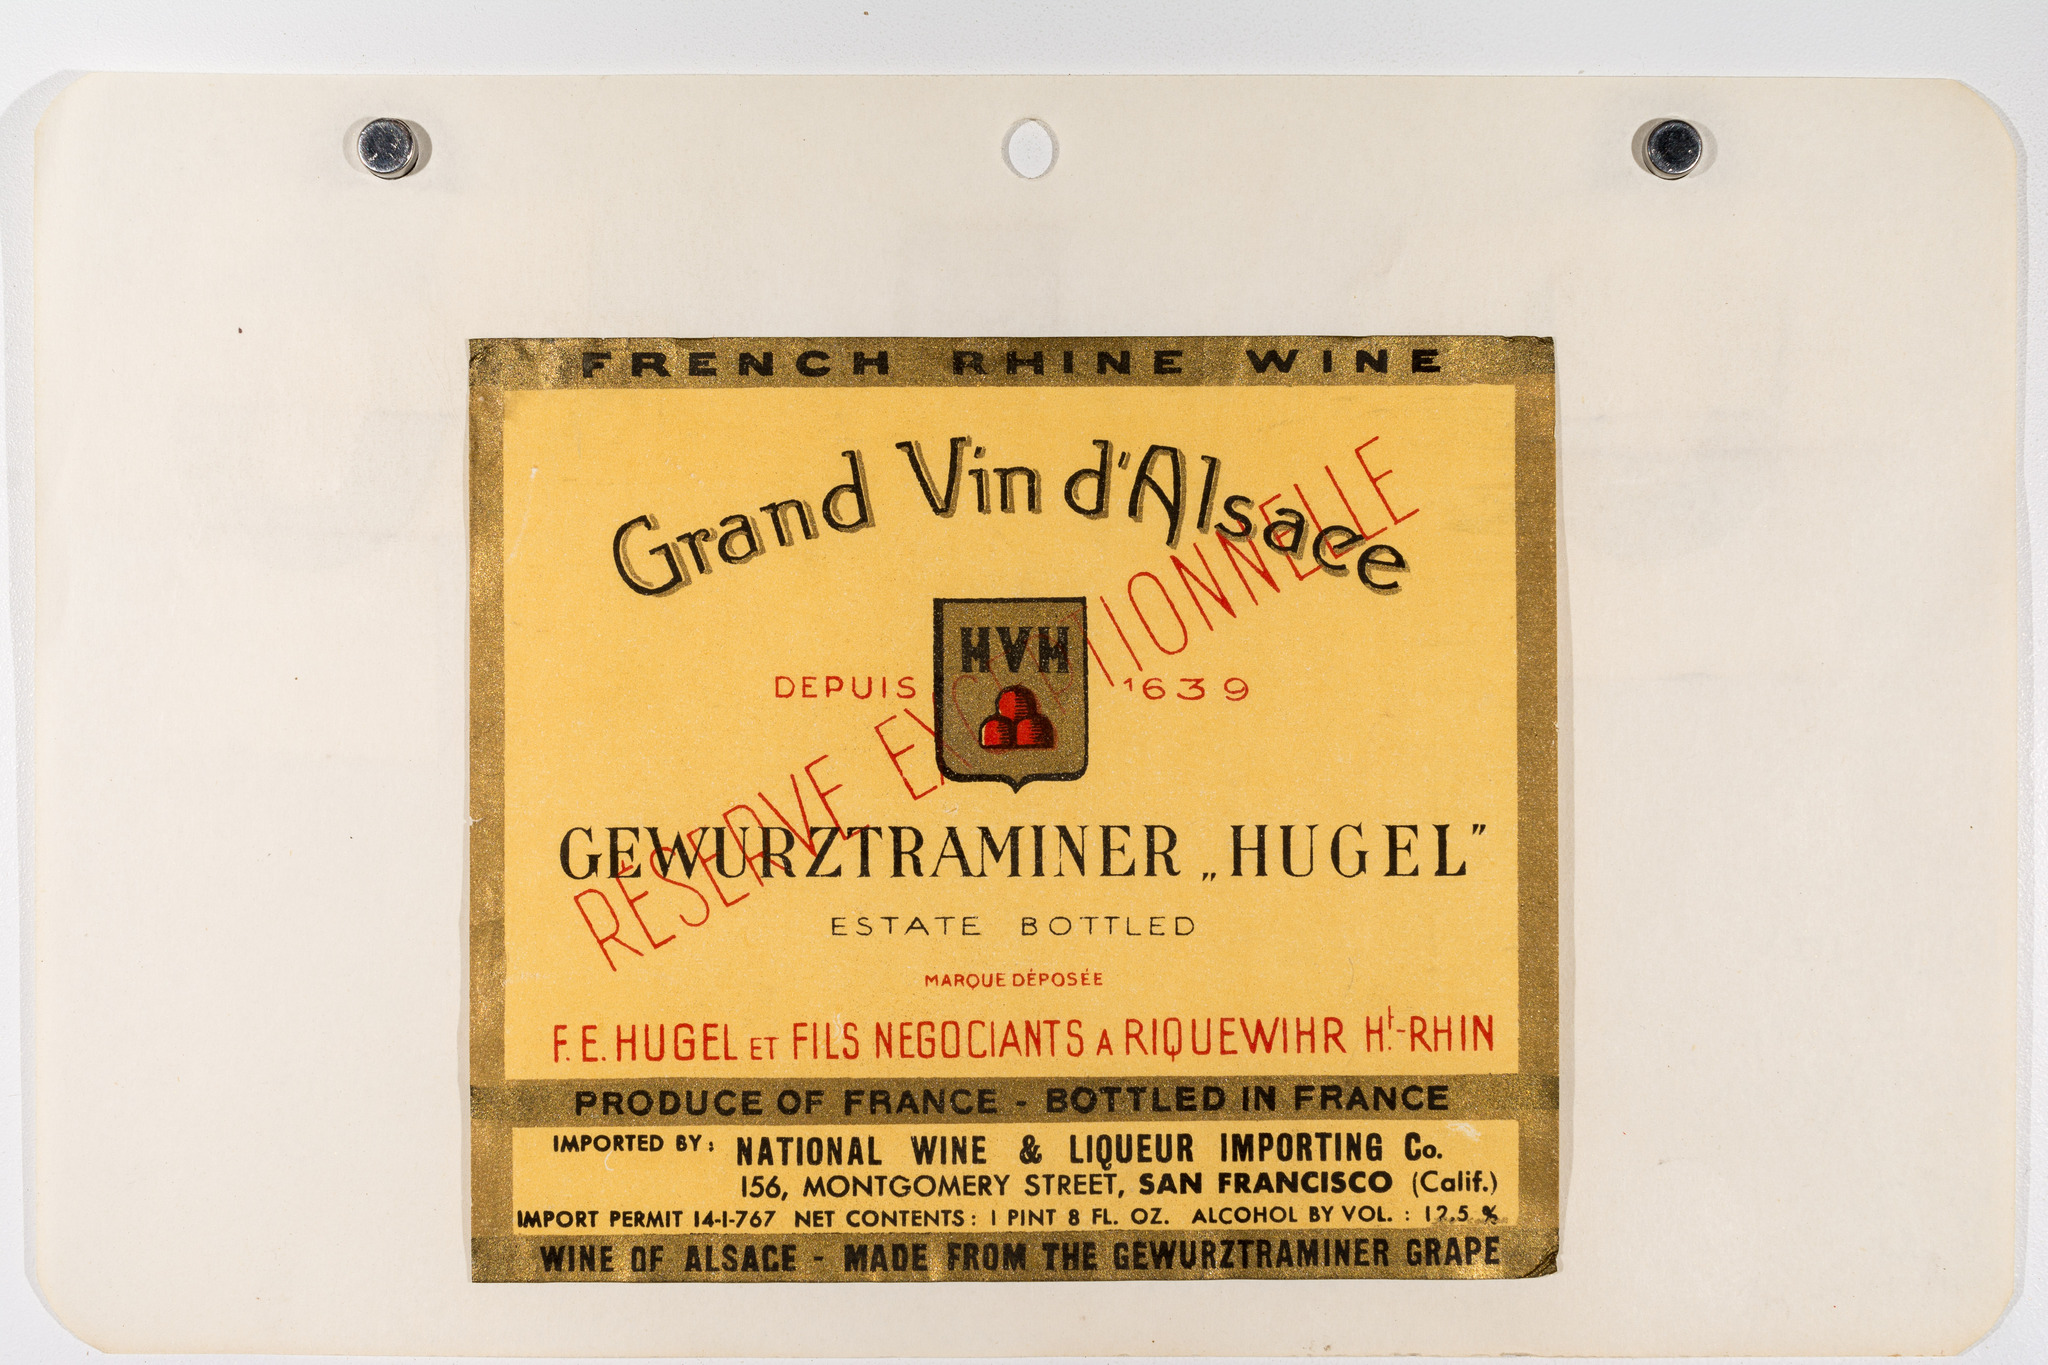 FRENCH RHINE WINE
Grand Vin d'Alsace
RÉSERVE EXCEPTIONNELLE
HVH
DEPUIS 1639
GEWURZTRAMINER „HUGEL"
ESTATE BOTTLED
MARQUE DÉPOSÉE
F. E. HUGEL ET FILS NEGOCIANTS A RIQUEWIHR Ht.-RHIN
PRODUCE OF FRANCE - BOTTLED IN FRANCE
IMPORTED BY: NATIONAL WINE & LIQUEUR IMPORTING Co.
156, MONTGOMERY STREET, SAN FRANCISCO (Calif.)
IMPORT PERMIT 14-I-767 NET CONTENTS: 1 PINT 8 FL. OZ. ALCOHOL BY VOL. : 12.5 %
WINE OF ALSACE - MADE FROM THE GEWURZTRAMINER GRAPE